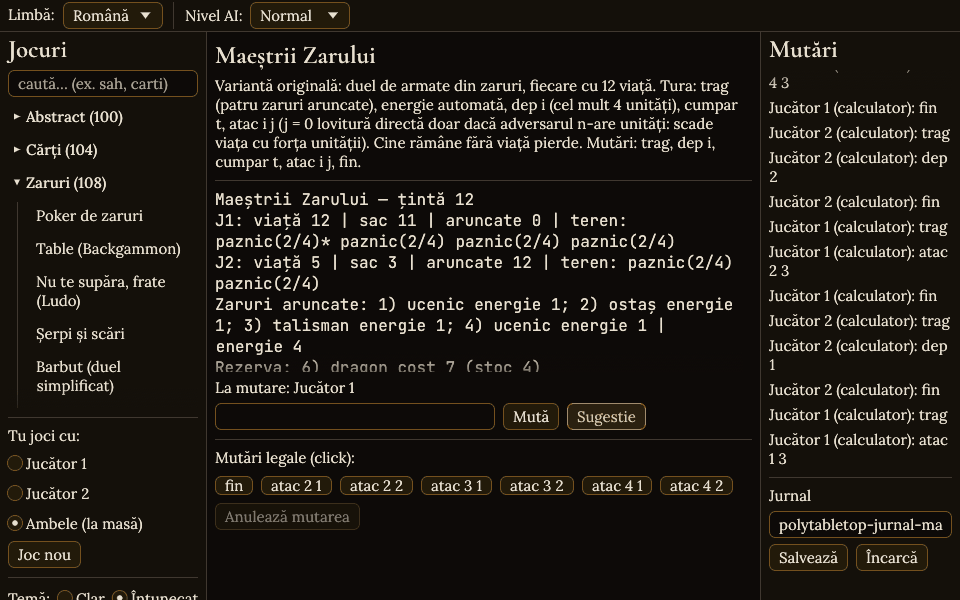 Limbă:
Română ▼
Nivel AI:
Normal ▼
Jocuri
caută... (ex. sah, carti)
▸ Abstract (100)
▸ Cărți (104)
▾ Zaruri (108)
Poker de zaruri
Table (Backgammon)
Nu te supăra, frate
(Ludo)
Șerpi și scări
Barbut (duel
simplificat)
Tu joci cu:
Jucător 1
Jucător 2
Ambele (la masă)
Joc nou
Temă:
Clar
Întunecat
Maeștrii Zarului
Variantă originală: duel de armate din zaruri, fiecare cu 12 viață. Tura: trag
(patru zaruri aruncate), energie automată, dep i (cel mult 4 unități), cumpar
t, atac i j (j = 0 lovitură directă doar dacă adversarul n-are unități: scade
viața cu forța unității). Cine rămâne fără viață pierde. Mutări: trag, dep i,
cumpar t, atac i j, fin.
Maeștrii Zarului — țintă 12
J1: viață 12 | sac 11 | aruncate 0 | teren:
paznic(2/4)* paznic(2/4) paznic(2/4) paznic(2/4)
J2: viață 5 | sac 3 | aruncate 12 | teren: paznic(2/4)
paznic(2/4)
Zaruri aruncate: 1) ucenic energie 1; 2) ostaș energie
1; 3) talisman energie 1; 4) ucenic energie 1 |
energie 4
Rezerva: 6) dragon cost 7 (stoc 4)
La mutare: Jucător 1
Mută
Sugestie
Mutări legale (click):
fin
atac 2 1
atac 2 2
atac 3 1
atac 3 2
atac 4 1
atac 4 2
Anulează mutarea
Mutări
4 3
Jucător 1 (calculator): fin
Jucător 2 (calculator): trag
Jucător 2 (calculator): dep
2
Jucător 2 (calculator): fin
Jucător 1 (calculator): trag
Jucător 1 (calculator): atac
2 3
Jucător 1 (calculator): fin
Jucător 2 (calculator): trag
Jucător 2 (calculator): dep
1
Jucător 2 (calculator): fin
Jucător 1 (calculator): trag
Jucător 1 (calculator): atac
1 3
Jurnal
polytabletop-jurnal-ma
Salvează
Încarcă